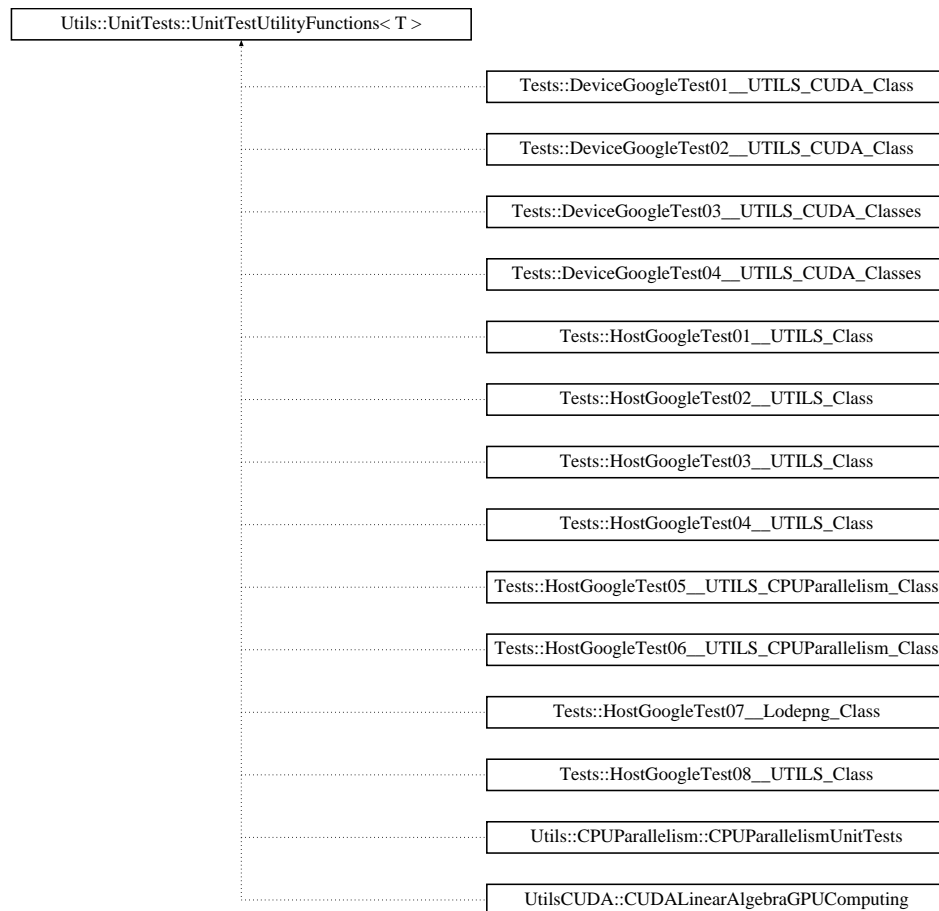 Utils::UnitTests::UnitTestUtilityFunctions< T >
Tests::DeviceGoogleTest01__UTILS_CUDA_Class
Tests::DeviceGoogleTest02__UTILS_CUDA_Class
Tests::DeviceGoogleTest03__UTILS_CUDA_Classes
Tests::DeviceGoogleTest04__UTILS_CUDA_Classes
Tests::HostGoogleTest01__UTILS_Class
Tests::HostGoogleTest02__UTILS_Class
Tests::HostGoogleTest03__UTILS_Class
Tests::HostGoogleTest04__UTILS_Class
Tests::HostGoogleTest05__UTILS_CPUParallelism_Class
Tests::HostGoogleTest06__UTILS_CPUParallelism_Class
Tests::HostGoogleTest07__Lodepng_Class
Tests::HostGoogleTest08__UTILS_Class
Utils::CPUParallelism::CPUParallelismUnitTests
UtilsCUDA::CUDALinearAlgebraGPUComputing